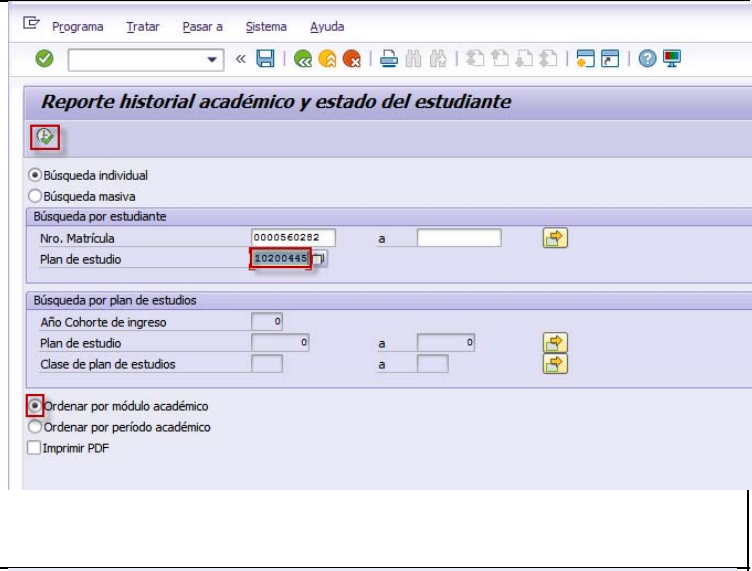 Programa Tratar Pasar a Sistema Ayuda
Reporte historial académico y estado del estudiante
Búsqueda individual
Búsqueda masiva
Búsqueda por estudiante
Nro. Matrícula 0000560282 a
Plan de estudio 10200445
Búsqueda por plan de estudios
Año Cohorte de ingreso 0
Plan de estudio 0 a 0
Clase de plan de estudios a
Ordenar por módulo académico
Ordenar por período académico
Imprimir PDF